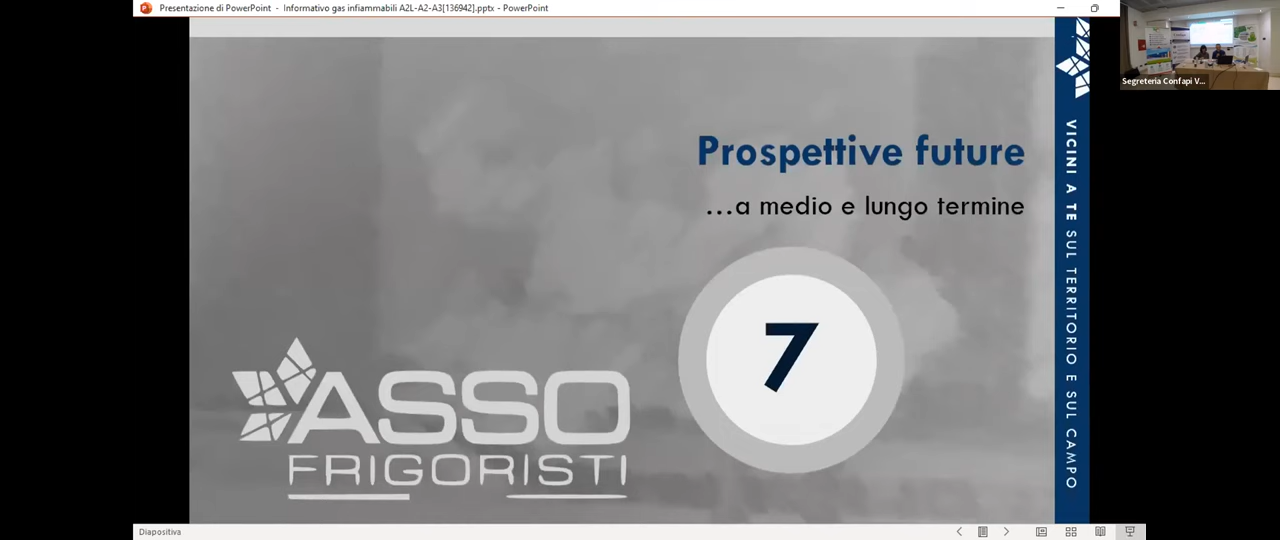 Presentazione di PowerPoint - Informativo gas infiammabili A2L-A2-A3[136942].pptx - PowerPoint
Segreteria Confapi V...
Prospettive future
...a medio e lungo termine
7
ASSO
FRIGORISTI
VICINI A TE SUL TERRITORIO E SUL CAMPO
Diapositiva